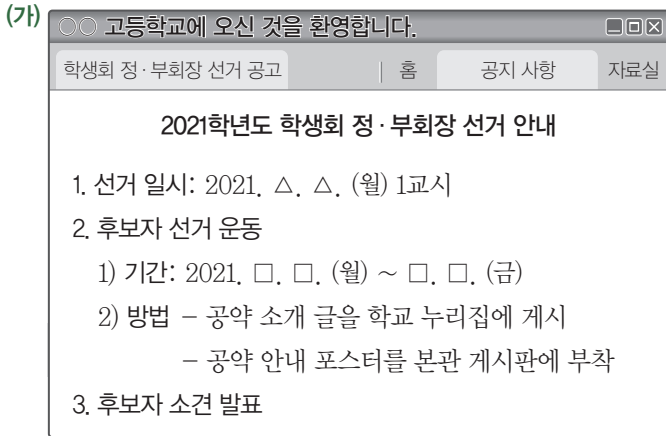 (가)
○○ 고등학교에 오신 것을 환영합니다.
학생회 정·부회장 선거 공고 | 홈 공지 사항 자료실
2021학년도 학생회 정·부회장 선거 안내
1. 선거 일시: 2021. △. △. (월) 1교시
2. 후보자 선거 운동
1) 기간: 2021. □. □. (월) ~ □. □. (금)
2) 방법 - 공약 소개 글을 학교 누리집에 게시
- 공약 안내 포스터를 본관 게시판에 부착
3. 후보자 소견 발표